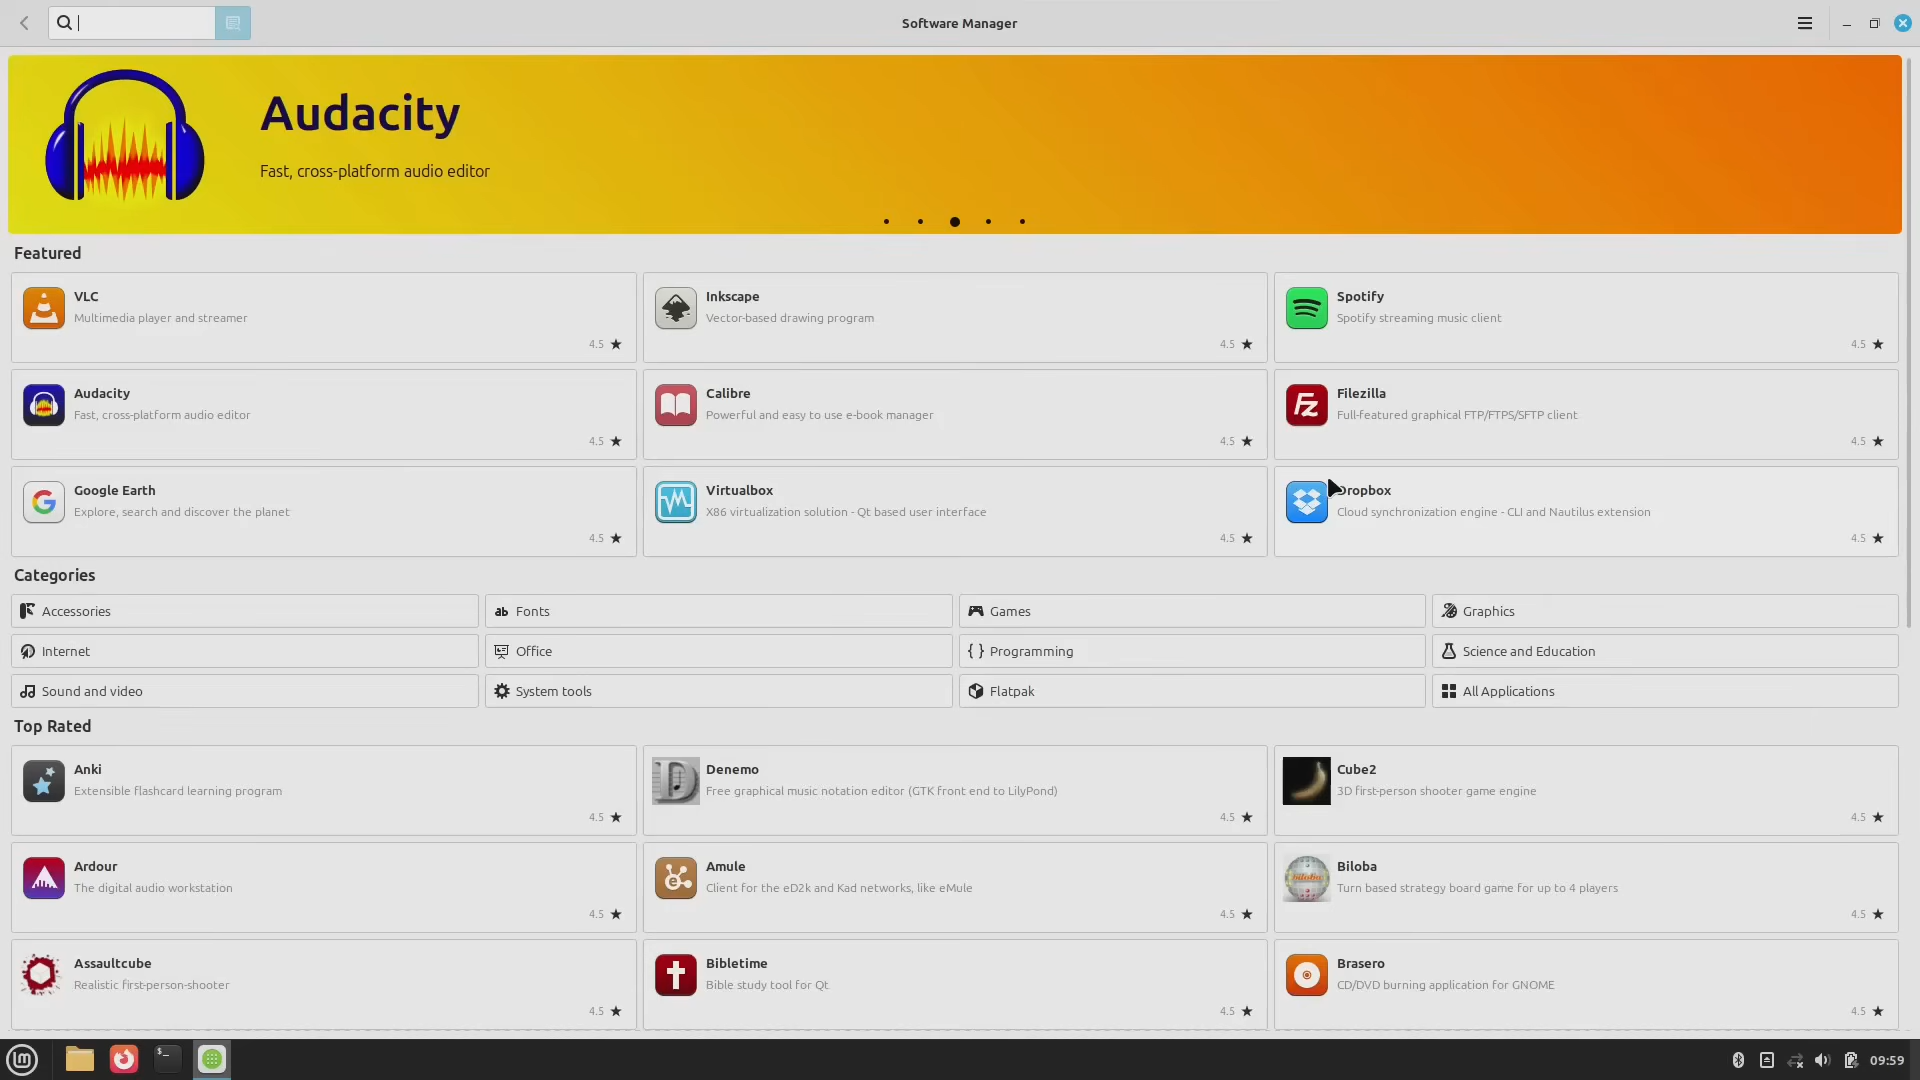 Software Manager
Audacity
Fast, cross-platform audio editor
Featured
VLC
Multimedia player and streamer
4.5 ★
Inkscape
Vector-based drawing program
4.5 ★
Spotify
Spotify streaming music client
4.5 ★
Audacity
Fast, cross-platform audio editor
4.5 ★
Calibre
Powerful and easy to use e-book manager
4.5 ★
Filezilla
Full-featured graphical FTP/FTPS/SFTP client
4.5 ★
Google Earth
Explore, search and discover the planet
4.5 ★
Virtualbox
X86 virtualization solution - Qt based user interface
4.5 ★
Dropbox
Cloud synchronization engine - CLI and Nautilus extension
4.5 ★
Categories
Accessories
ab Fonts
Games
Graphics
Internet
Office
{ } Programming
Science and Education
Sound and video
System tools
Flatpak
All Applications
Top Rated
Anki
Extensible flashcard learning program
4.5 ★
Denemo
Free graphical music notation editor (GTK front end to LilyPond)
4.5 ★
Cube2
3D first-person shooter game engine
4.5 ★
Ardour
The digital audio workstation
4.5 ★
Amule
Client for the eD2k and Kad networks, like eMule
4.5 ★
biloba
Biloba
Turn based strategy board game for up to 4 players
4.5 ★
Assaultcube
Realistic first-person-shooter
4.5 ★
Bibletime
Bible study tool for Qt
4.5 ★
Brasero
CD/DVD burning application for GNOME
4.5 ★
09:59